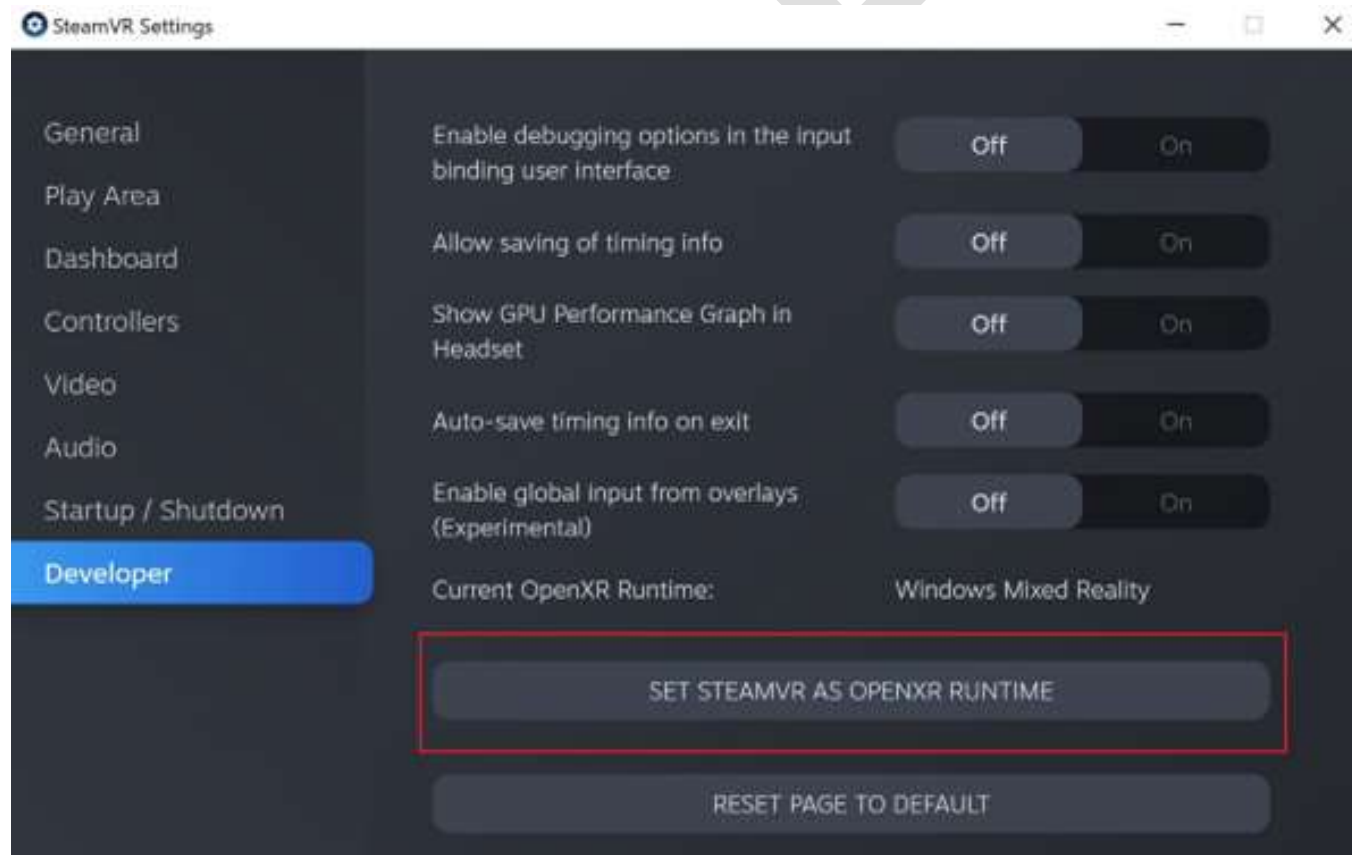 SteamVR Settings
General
Play Area
Dashboard
Controllers
Video
Audio
Startup / Shutdown
Developer
Enable debugging options in the input
binding user interface
Off On
Allow saving of timing info
Off On
Show GPU Performance Graph in
Headset
Off On
Auto-save timing info on exit
Off On
Enable global input from overlays
(Experimental)
Off On
Current OpenXR Runtime: Windows Mixed Reality
SET STEAMVR AS OPENXR RUNTIME
RESET PAGE TO DEFAULT